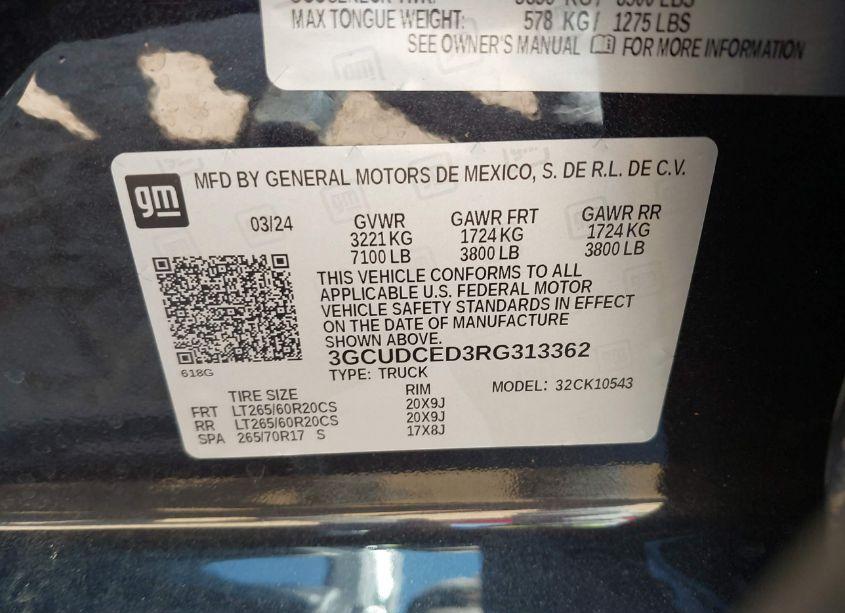 MAX TONGUE WEIGHT: 578 KG/ 1275 LBS
SEE OWNER'S MANUAL FOR MORE INFORMATION
gm
MFD BY GENERAL MOTORS DE MEXICO, S. DE R.L. DE C.V.
03/24 GVWR GAWR FRT GAWR RR
3221 KG 1724 KG 1724 KG
7100 LB 3800 LB 3800 LB
THIS VEHICLE CONFORMS TO ALL
APPLICABLE U.S. FEDERAL MOTOR
VEHICLE SAFETY STANDARDS IN EFFECT
ON THE DATE OF MANUFACTURE
SHOWN ABOVE.
3GCUDCED3RG313362
618G
TYPE: TRUCK MODEL: 32CK10543
TIRE SIZE RIM
FRT LT265/60R20CS 20X9J
RR LT265/60R20CS 20X9J
SPA 265/70R17 S 17X8J